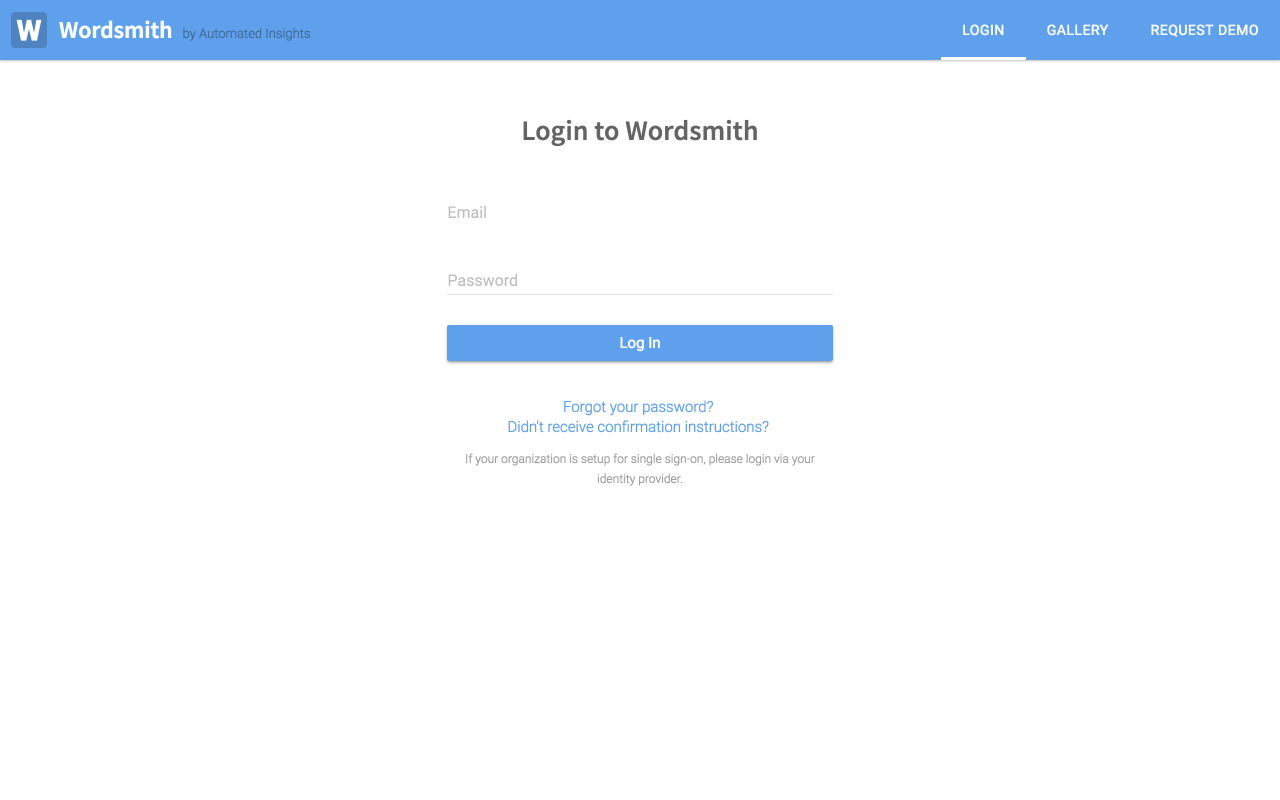 W Wordsmith by Automated Insights LOGIN GALLERY REQUEST DEMO
Login to Wordsmith
Email
Password
Log In
Forgot your password?
Didn't receive confirmation instructions?
If your organization is setup for single sign-on, please login via your
identity provider.